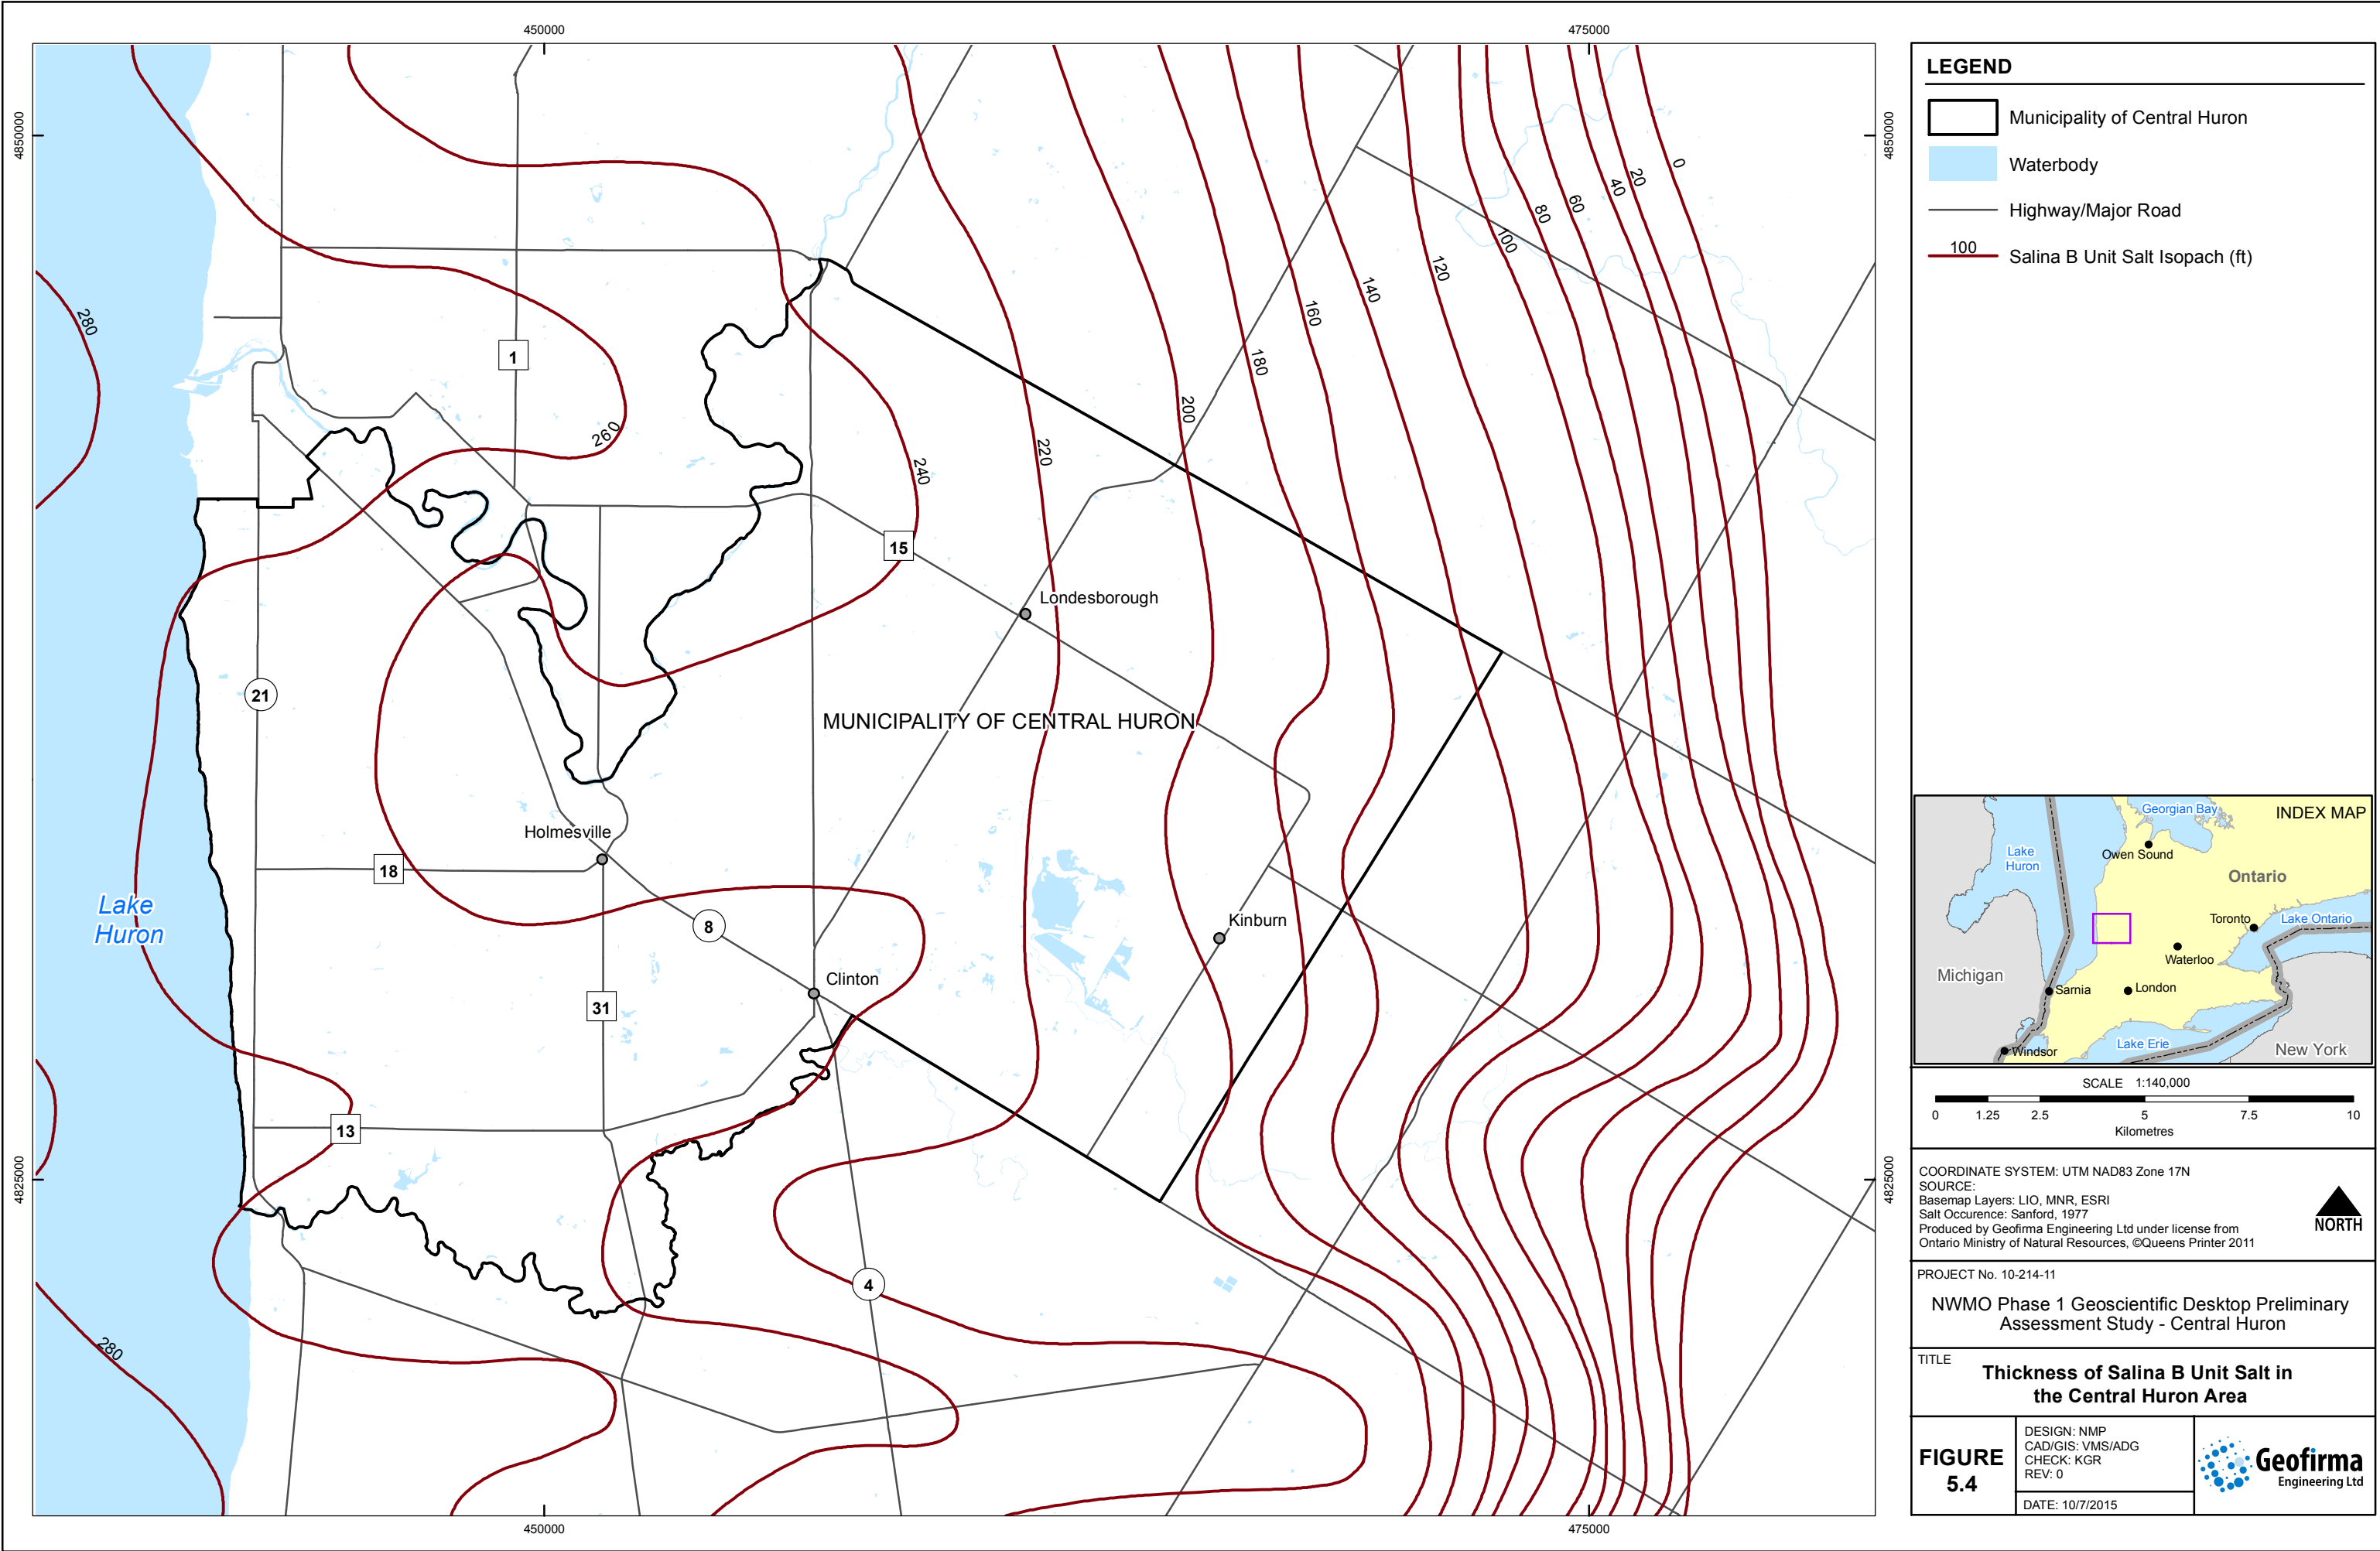 450000
475000
4850000
4850000
4825000
4825000
450000
475000
0
20
40
60
80
100
120
140
160
180
200
220
240
260
280
280
1
15
21
18
8
31
13
4
Londesborough
MUNICIPALITY OF CENTRAL HURON
Holmesville
Kinburn
Clinton
Lake
Huron
LEGEND
Municipality of Central Huron
Waterbody
Highway/Major Road
100
Salina B Unit Salt Isopach (ft)
INDEX MAP
Georgian Bay
Lake
Huron
Owen Sound
Ontario
Toronto
Lake Ontario
Waterloo
Michigan
Sarnia
London
Lake Erie
Windsor
New York
SCALE 1:140,000
0 1.25 2.5 5 7.5 10
Kilometres
COORDINATE SYSTEM: UTM NAD83 Zone 17N
SOURCE:
Basemap Layers: LIO, MNR, ESRI
Salt Occurence: Sanford, 1977
Produced by Geofirma Engineering Ltd under license from
Ontario Ministry of Natural Resources, ©Queens Printer 2011
NORTH
PROJECT No. 10-214-11
NWMO Phase 1 Geoscientific Desktop Preliminary
Assessment Study - Central Huron
TITLE
Thickness of Salina B Unit Salt in
the Central Huron Area
FIGURE
5.4
DESIGN: NMP
CAD/GIS: VMS/ADG
CHECK: KGR
REV: 0
DATE: 10/7/2015
Geofirma
Engineering Ltd